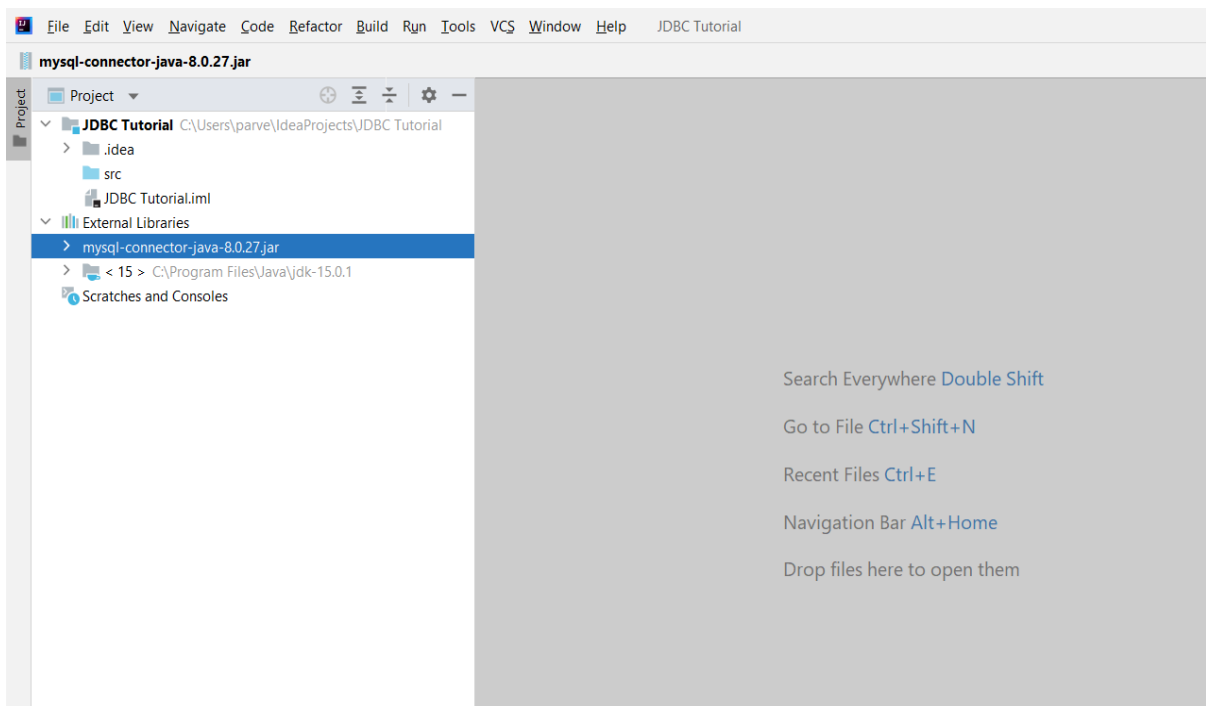 File Edit View Navigate Code Refactor Build Run Tools VCS Window Help JDBC Tutorial
mysql-connector-java-8.0.27.jar
Project
Project
JDBC Tutorial C:\Users\parve\IdeaProjects\JDBC Tutorial
.idea
src
JDBC Tutorial.iml
External Libraries
mysql-connector-java-8.0.27.jar
< 15 > C:\Program Files\Java\jdk-15.0.1
Scratches and Consoles
Search Everywhere Double Shift
Go to File Ctrl+Shift+N
Recent Files Ctrl+E
Navigation Bar Alt+Home
Drop files here to open them